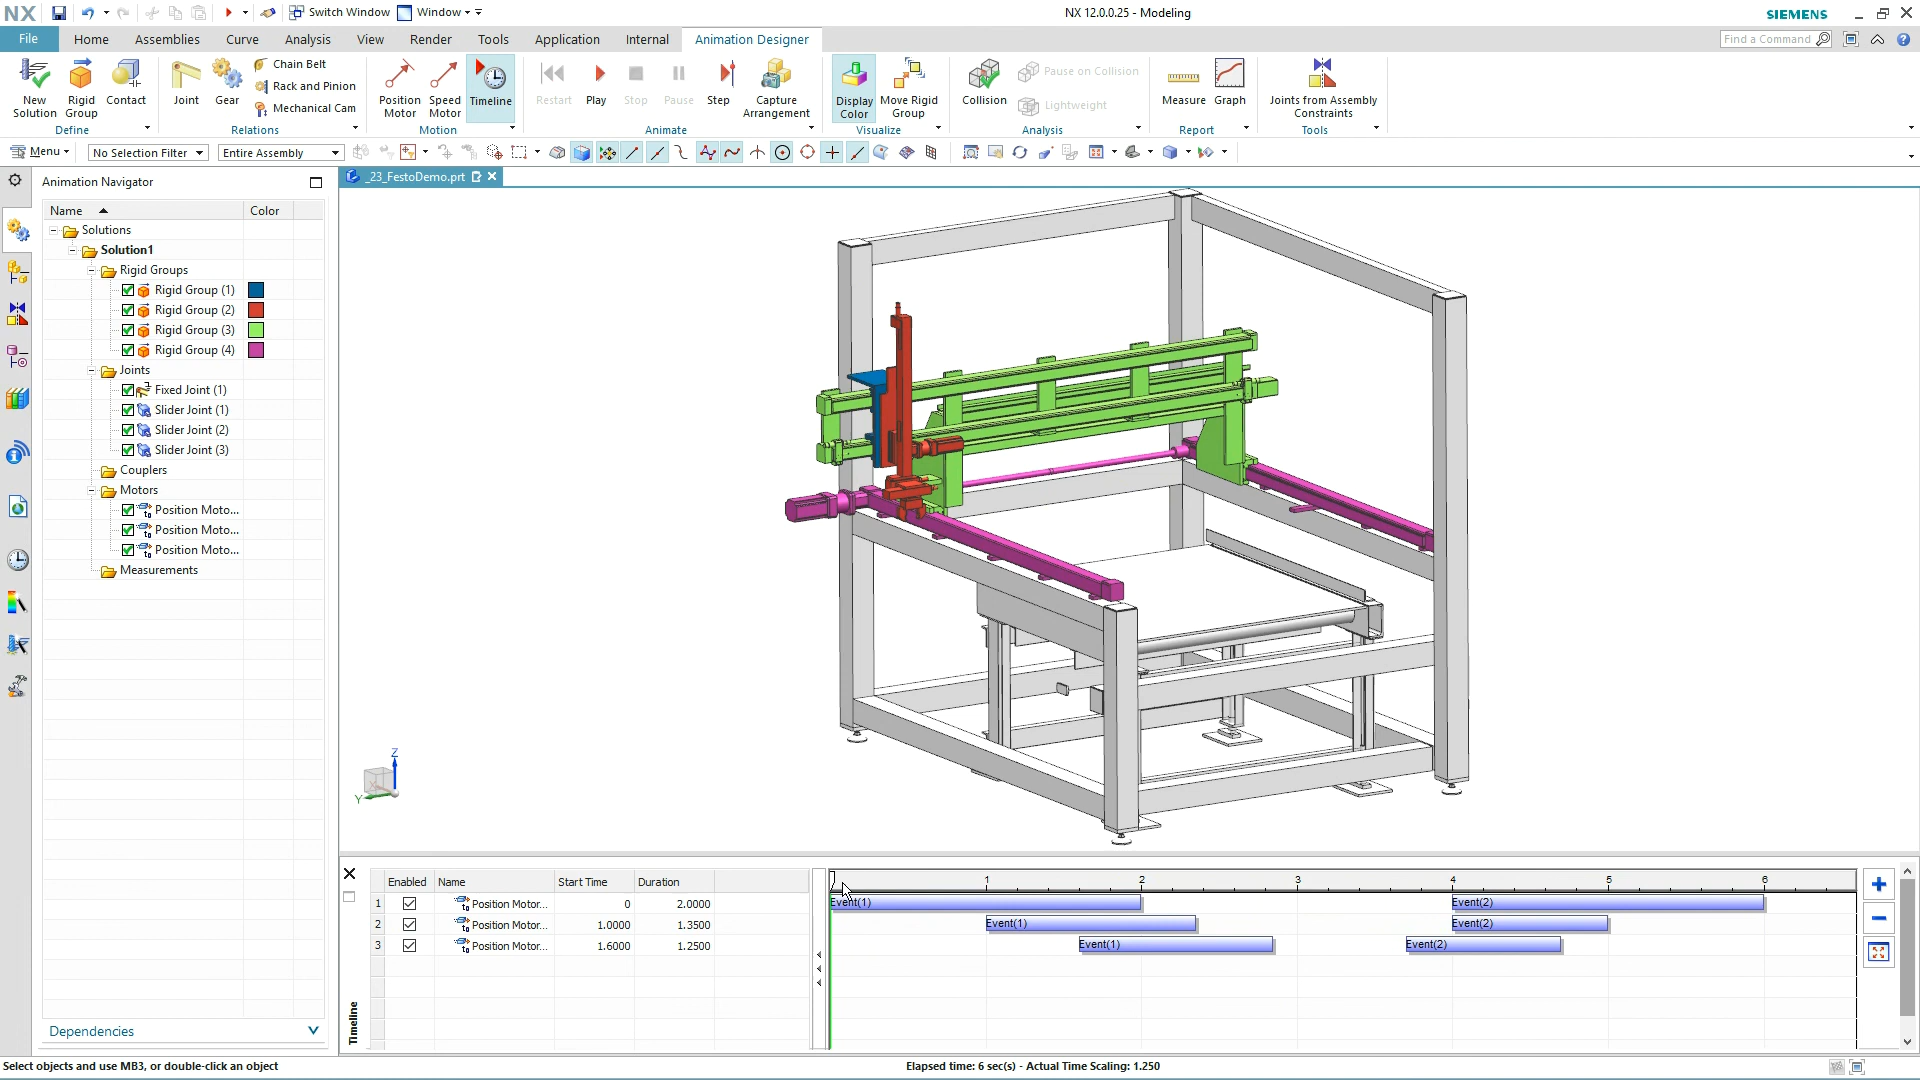 NX
Switch Window
Window
NX 12.0.0.25 - Modeling
SIEMENS
File
Home
Assemblies
Curve
Analysis
View
Render
Tools
Application
Internal
Animation Designer
Find a Command
New Solution
Rigid Group
Contact
Define
Joint
Gear
Chain Belt
Rack and Pinion
Mechanical Cam
Relations
Position Motor
Speed Motor
Timeline
Motion
Restart
Play
Stop
Pause
Step
Capture Arrangement
Animate
Display Color
Move Rigid Group
Visualize
Collision
Pause on Collision
Lightweight
Analysis
Measure
Graph
Report
Joints from Assembly Constraints
Tools
Menu
No Selection Filter
Entire Assembly
Animation Navigator
_23_FestoDemo.prt
Name
Color
Solutions
Solution1
Rigid Groups
Rigid Group (1)
Rigid Group (2)
Rigid Group (3)
Rigid Group (4)
Joints
Fixed Joint (1)
Slider Joint (1)
Slider Joint (2)
Slider Joint (3)
Couplers
Motors
Position Moto...
Position Moto...
Position Moto...
Measurements
Dependencies
Z
Y
Timeline
Enabled Name Start Time Duration
1 Position Motor... 0 2.0000
2 Position Motor... 1.0000 1.3500
3 Position Motor... 1.6000 1.2500
1 2 3 4 5 6
Event(1) Event(2)
Event(1) Event(2)
Event(1) Event(2)
Select objects and use MB3, or double-click an object
Elapsed time: 6 sec(s) - Actual Time Scaling: 1.250